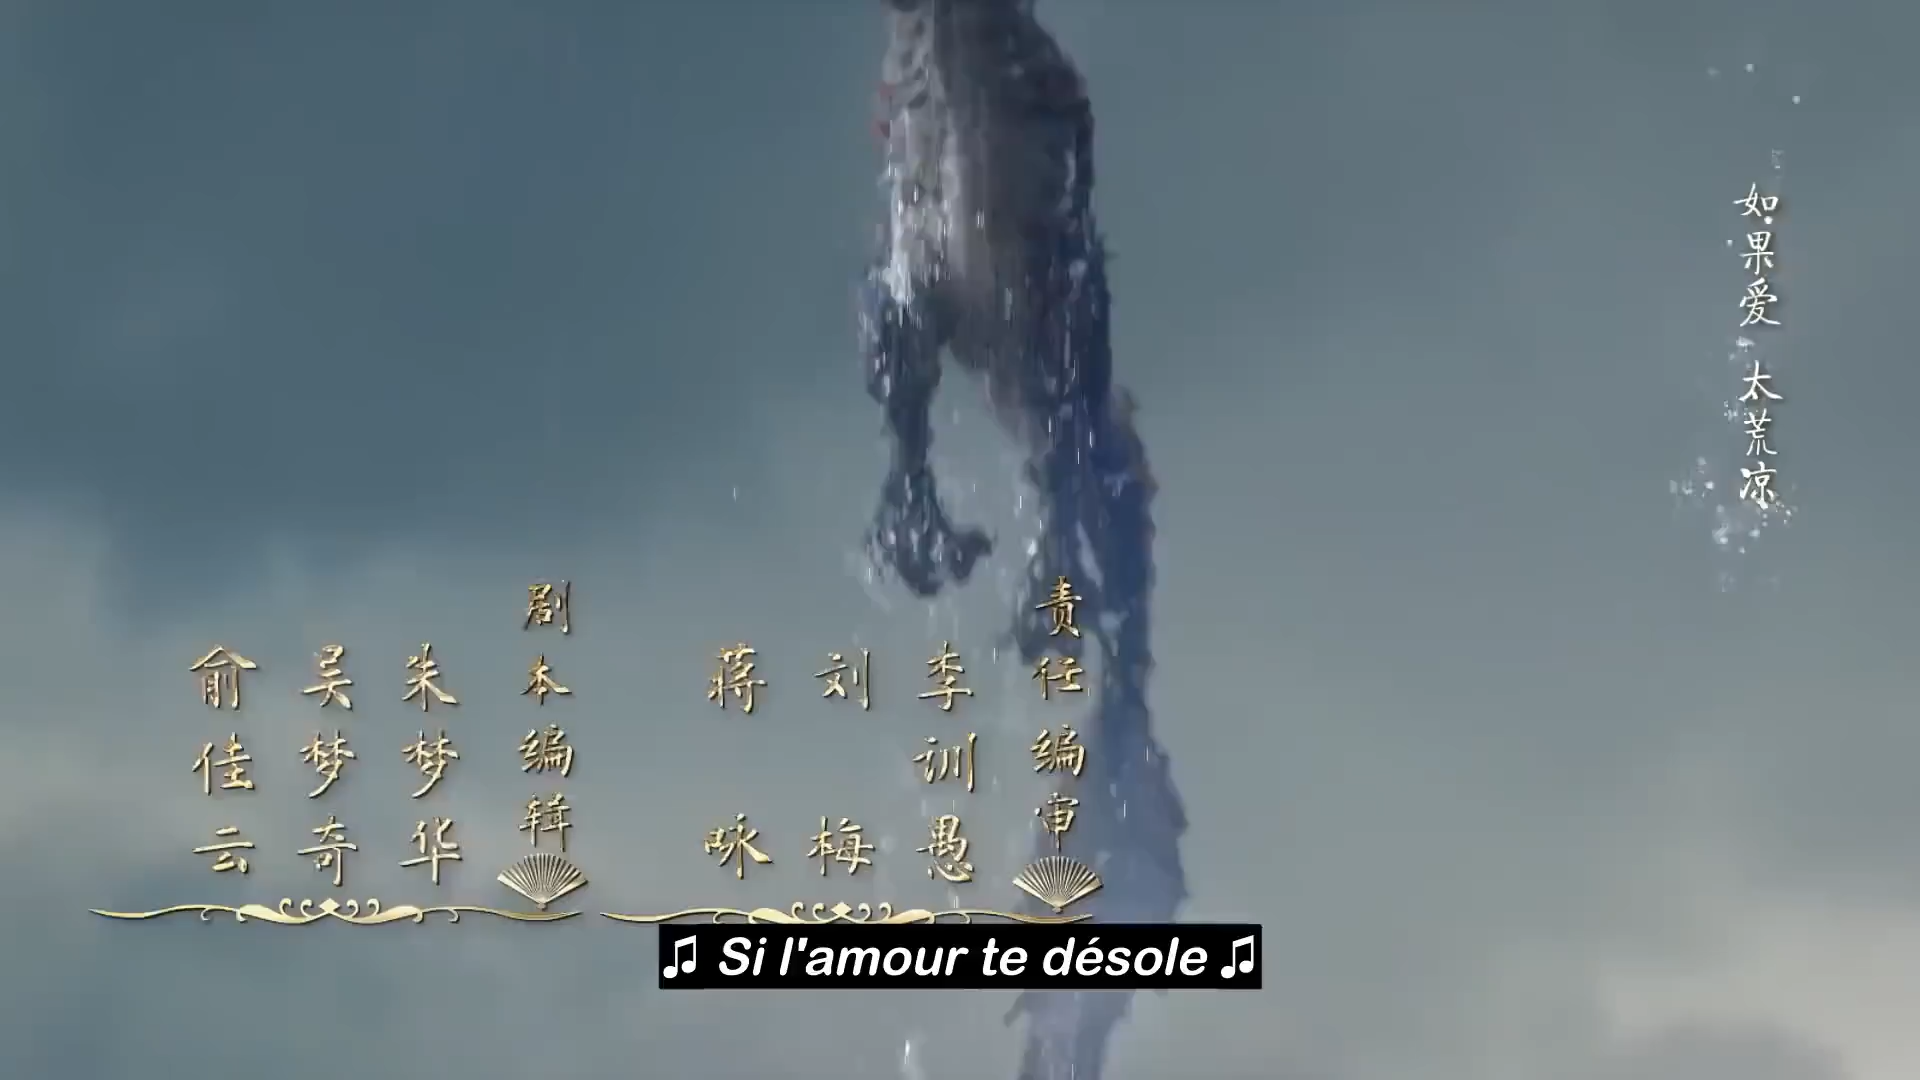 如果爱 太荒凉
责任编审
李训愚
刘梅
蒋咏
剧本编辑
朱梦华
吴梦奇
俞佳云
♫ Si l'amour te désole ♫